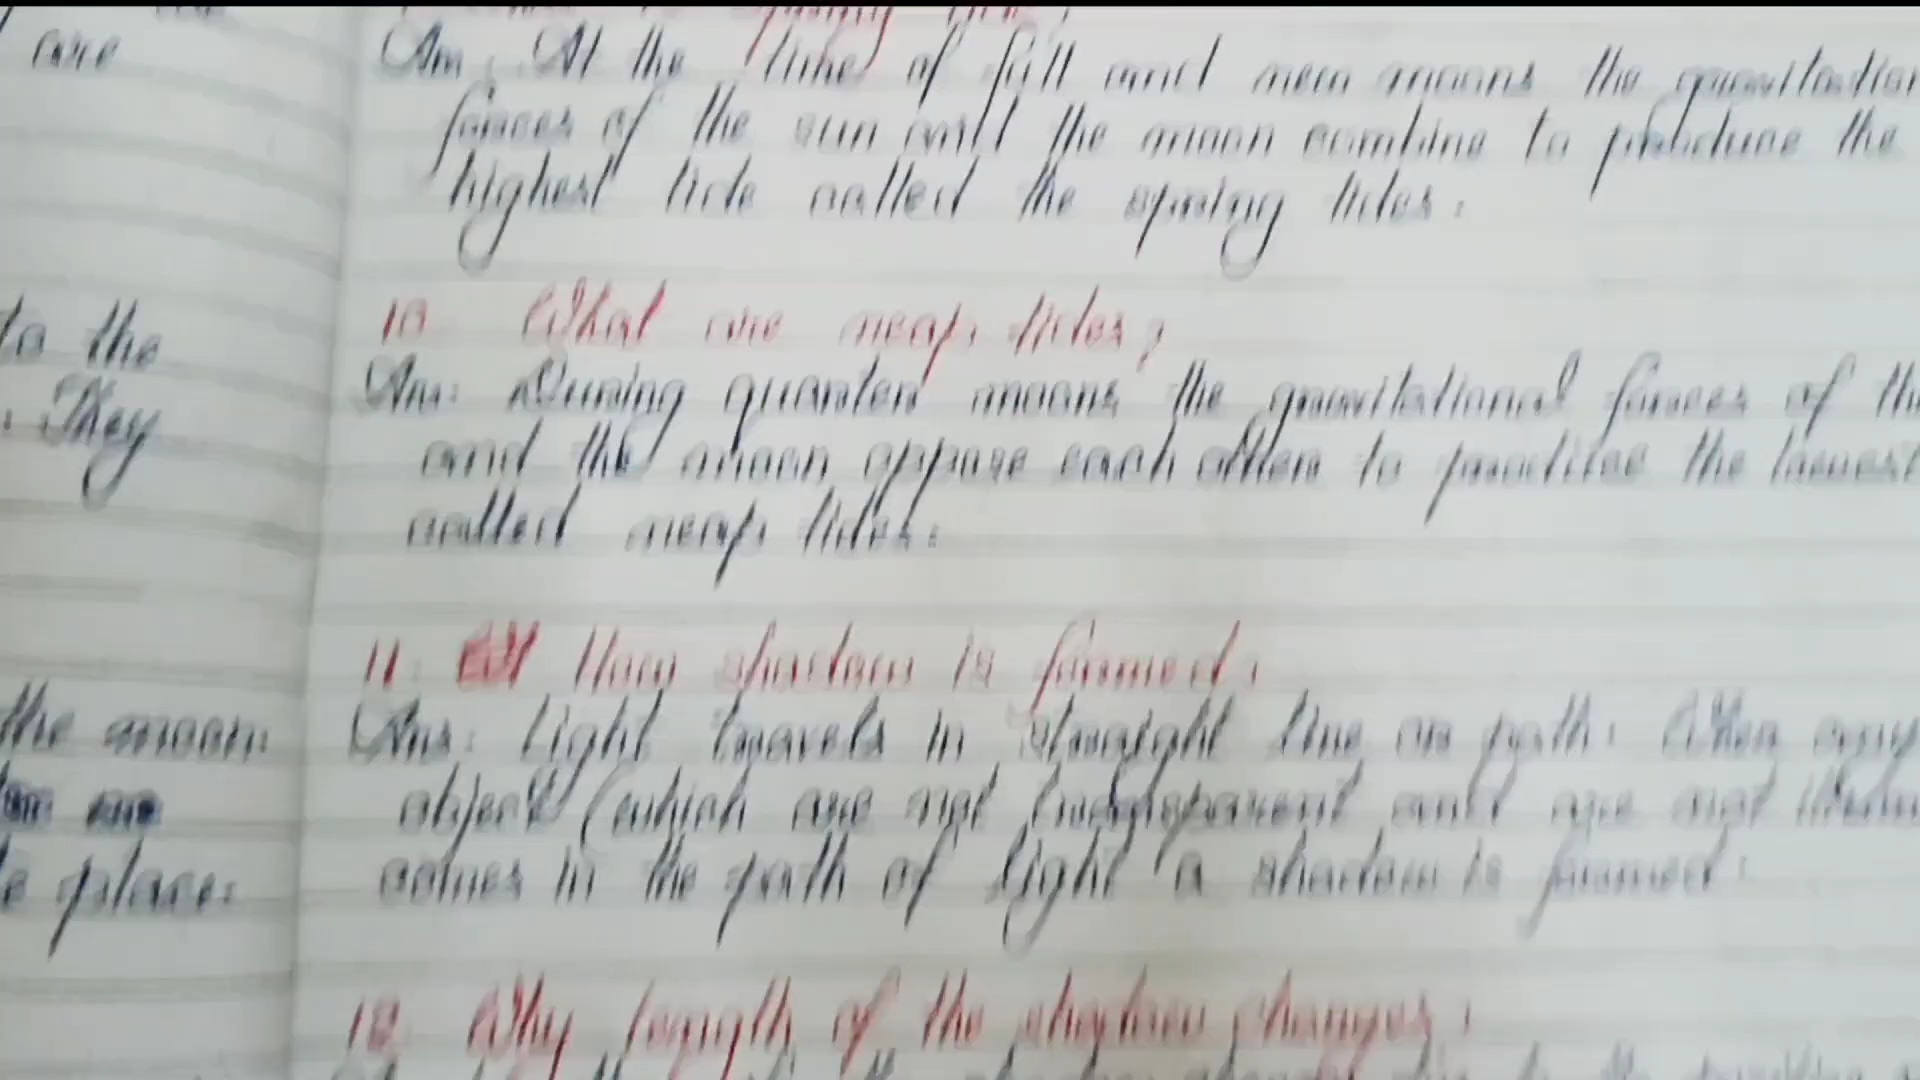 are
to the
They
the moon.
place.
spring
Ans: At the time of full and new moons the gravitation
forces of the sun and the moon combine to produce the
highest tide called the spring tides.
10 What are neap tides?
Ans: During quarter moons the gravitational forces of the
and the moon oppose each other to produce the lowest
called neap tides.
11. How shadow is formed.
Ans: Light travels in straight line or path. When any
object (which are not transparent and are not
comes in the path of light a shadow is formed.
12. Why length of the shadow changes?